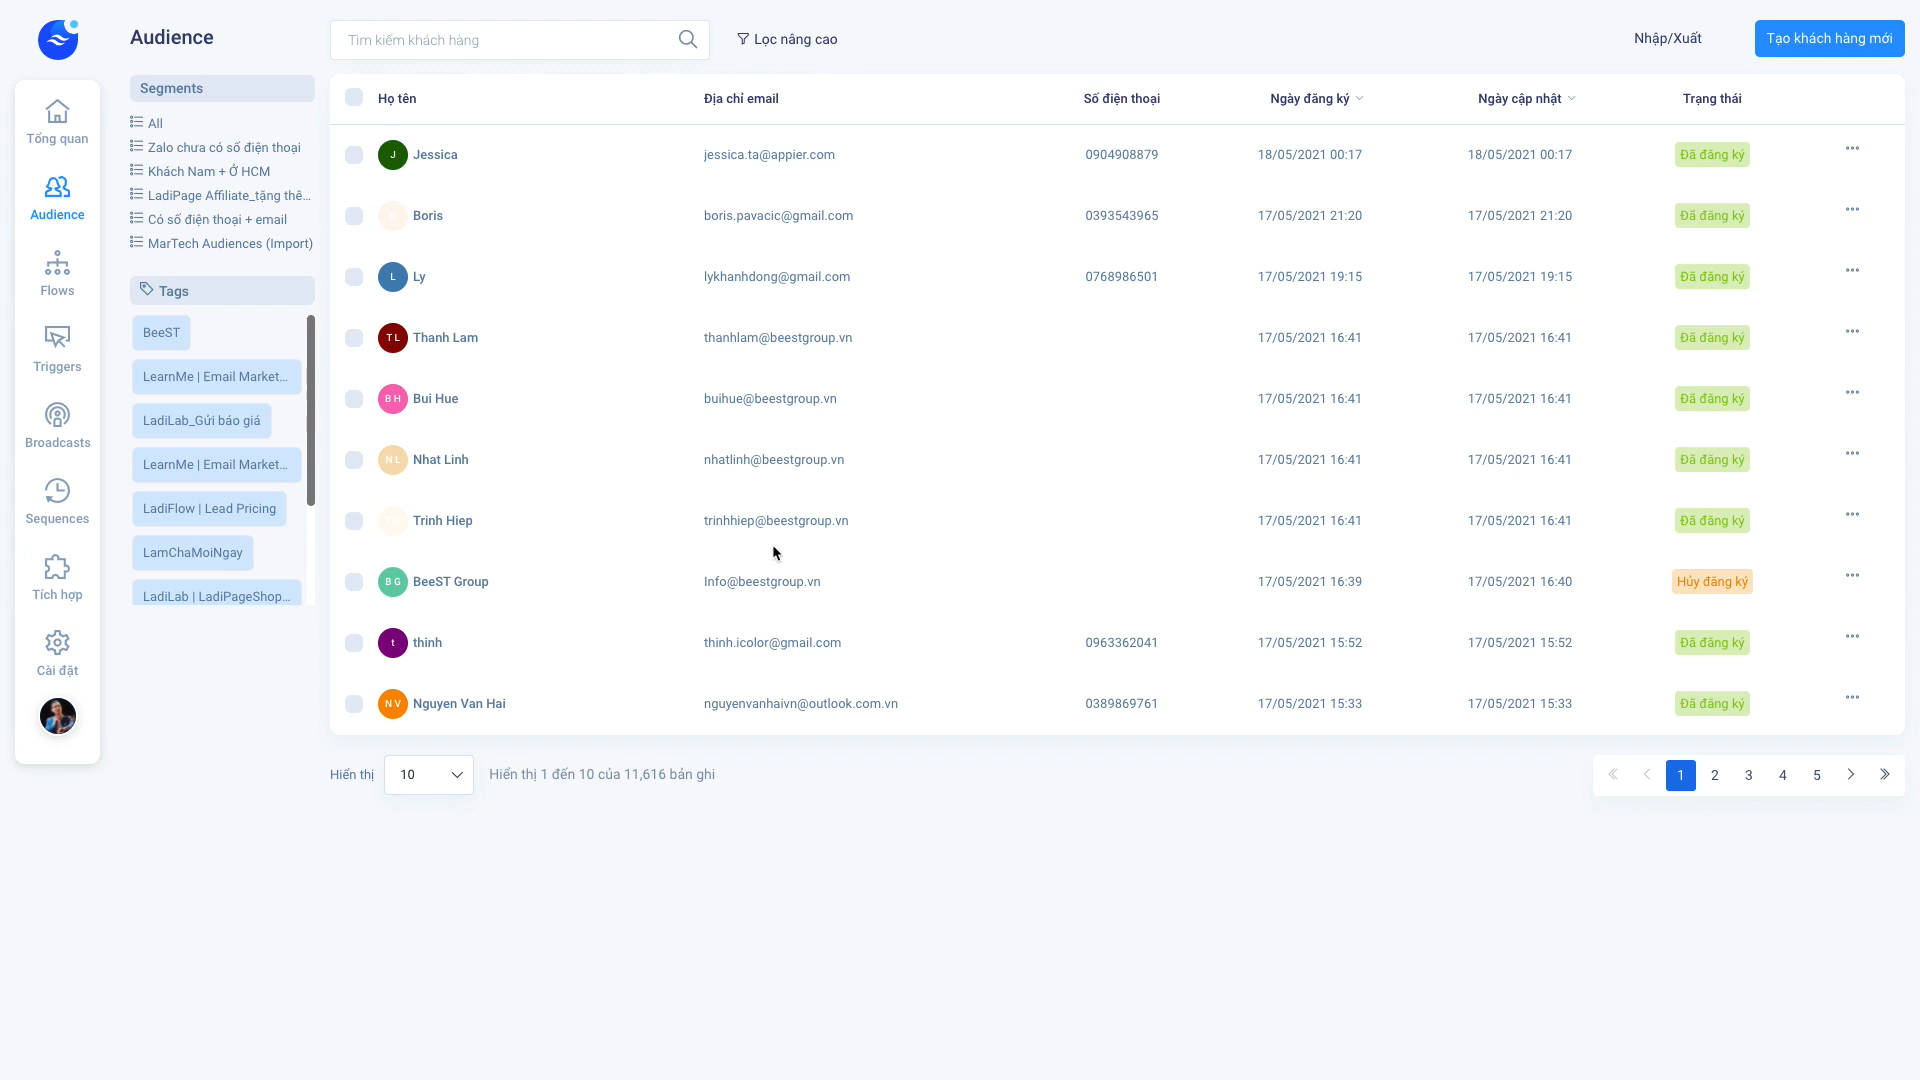 Audience
Tìm kiếm khách hàng
Lọc nâng cao
Nhập/Xuất
Tạo khách hàng mới
Tổng quan
Audience
Flows
Triggers
Broadcasts
Sequences
Tích hợp
Cài đặt
Segments
All
Zalo chưa có số điện thoại
Khách Nam + Ở HCM
LadiPage Affiliate_tặng thê...
Có số điện thoại + email
MarTech Audiences (Import)
Tags
BeeST
LearnMe | Email Market...
LadiLab_Gửi báo giá
LearnMe | Email Market...
LadiFlow | Lead Pricing
LamChaMoiNgay
LadiLab | LadiPageShop...
Họ tên Địa chỉ email Số điện thoại Ngày đăng ký Ngày cập nhật Trạng thái
J Jessica jessica.ta@appier.com 0904908879 18/05/2021 00:17 18/05/2021 00:17 Đã đăng ký
Boris boris.pavacic@gmail.com 0393543965 17/05/2021 21:20 17/05/2021 21:20 Đã đăng ký
L Ly lykhanhdong@gmail.com 0768986501 17/05/2021 19:15 17/05/2021 19:15 Đã đăng ký
T L Thanh Lam thanhlam@beestgroup.vn 17/05/2021 16:41 17/05/2021 16:41 Đã đăng ký
B H Bui Hue buihue@beestgroup.vn 17/05/2021 16:41 17/05/2021 16:41 Đã đăng ký
N L Nhat Linh nhatlinh@beestgroup.vn 17/05/2021 16:41 17/05/2021 16:41 Đã đăng ký
Trinh Hiep trinhhiep@beestgroup.vn 17/05/2021 16:41 17/05/2021 16:41 Đã đăng ký
B G BeeST Group Info@beestgroup.vn 17/05/2021 16:39 17/05/2021 16:40 Hủy đăng ký
t thinh thinh.icolor@gmail.com 0963362041 17/05/2021 15:52 17/05/2021 15:52 Đã đăng ký
N V Nguyen Van Hai nguyenvanhaivn@outlook.com.vn 0389869761 17/05/2021 15:33 17/05/2021 15:33 Đã đăng ký
Hiển thị 10 Hiển thị 1 đến 10 của 11,616 bản ghi
1 2 3 4 5